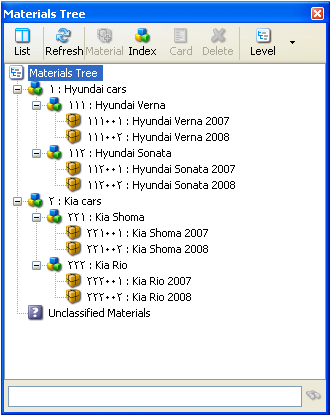 Materials Tree
List Refresh Material Index Card Delete Level
Materials Tree
١ : Hyundai cars
١١١ : Hyundai Verna
١١١٠٠١ : Hyundai Verna 2007
١١١٠٠٢ : Hyundai Verna 2008
١١٢ : Hyundai Sonata
١١٢٠٠١ : Hyundai Sonata 2007
١١٢٠٠٢ : Hyundai Sonata 2008
٢ : Kia cars
٢٢١ : Kia Shoma
٢٢١٠٠١ : Kia Shoma 2007
٢٢١٠٠٢ : Kia Shoma 2008
٢٢٢ : Kia Rio
٢٢٢٠٠١ : Kia Rio 2007
٢٢٢٠٠٢ : Kia Rio 2008
Unclassified Materials